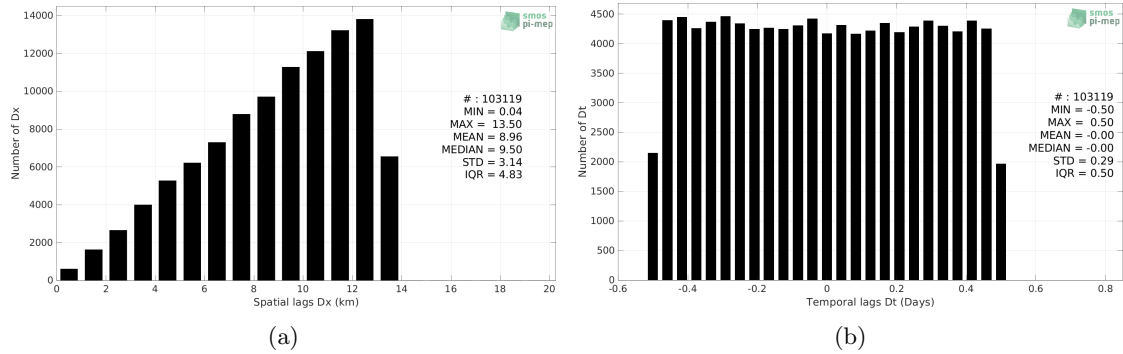 14000
12000
10000
8000
6000
4000
2000
0
Number of Dx
0 2 4 6 8 10 12 14 16 18 20
Spatial lags Dx (km)
smos
pi-mep
# : 103119
MIN = 0.04
MAX = 13.50
MEAN = 8.96
MEDIAN = 9.50
STD = 3.14
IQR = 4.83
(a)
4500
4000
3500
3000
2500
2000
1500
1000
500
0
Number of Dt
-0.6 -0.4 -0.2 0 0.2 0.4 0.6 0.8
Temporal lags Dt (Days)
smos
pi-mep
# : 103119
MIN = -0.50
MAX = 0.50
MEAN = -0.00
MEDIAN = -0.00
STD = 0.29
IQR = 0.50
(b)